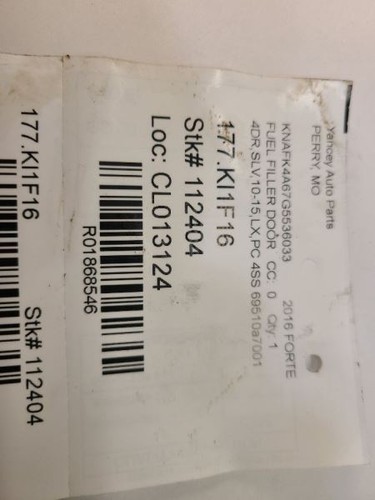 Yancey Auto Parts
PERRY, MO
KNAFK4A67G5536033 2016 FORTE
FUEL FILLER DOOR CC: 0 Qty: 1
4DR,SLV,10-15,LX,PC 4SS 69510a7001
177.KI1F16
Stk# 112404
Loc: CL013124
R01868546
177.KI1F16 Stk# 112404